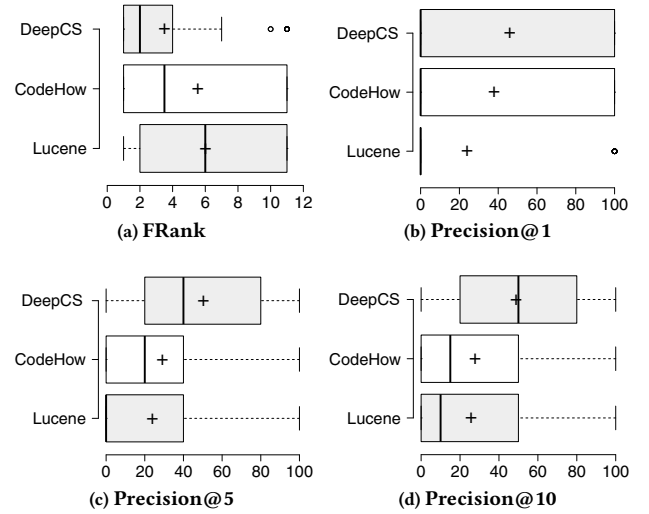 DeepCS
CodeHow
Lucene
0 2 4 6 8 10 12
(a) FRank
DeepCS
CodeHow
Lucene
0 20 40 60 80 100
(b) Precision@1
DeepCS
CodeHow
Lucene
0 20 40 60 80 100
(c) Precision@5
DeepCS
CodeHow
Lucene
0 20 40 60 80 100
(d) Precision@10